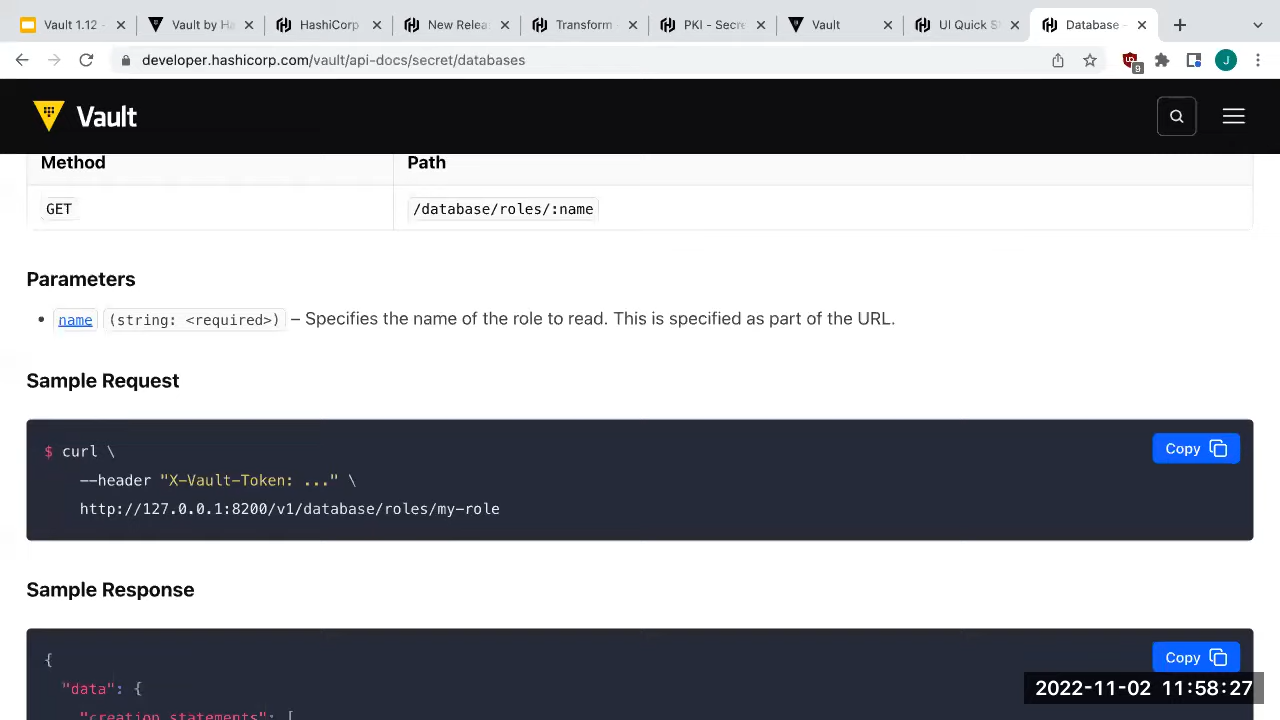 Vault 1.12 -
Vault by Ha
HashiCorp
New Relea
Transform
PKI - Secre
Vault
UI Quick S
Database -
developer.hashicorp.com/vault/api-docs/secret/databases
9
J
Vault
Method Path
GET /database/roles/:name
Parameters
• name (string: <required>) – Specifies the name of the role to read. This is specified as part of the URL.
Sample Request
$ curl \
Copy
--header "X-Vault-Token: ..." \
http://127.0.0.1:8200/v1/database/roles/my-role
Sample Response
{
Copy
"data": {
2022-11-02 11:58:27
"creation_statements": [